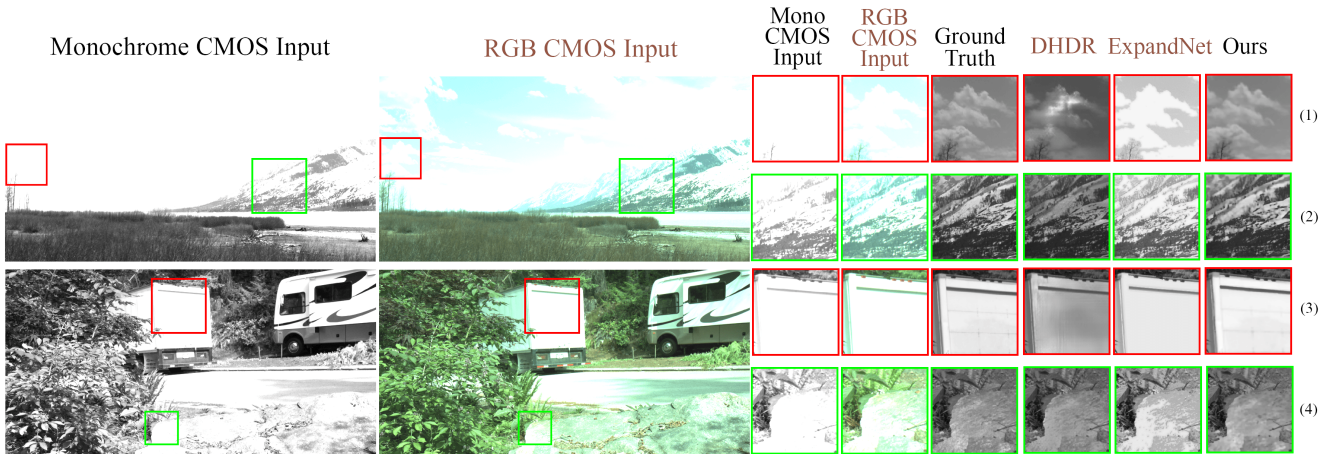 Monochrome CMOS Input
RGB CMOS Input
Mono
CMOS
Input
RGB
CMOS
Input
Ground
Truth
DHDR
ExpandNet
Ours
(1)
(2)
(3)
(4)